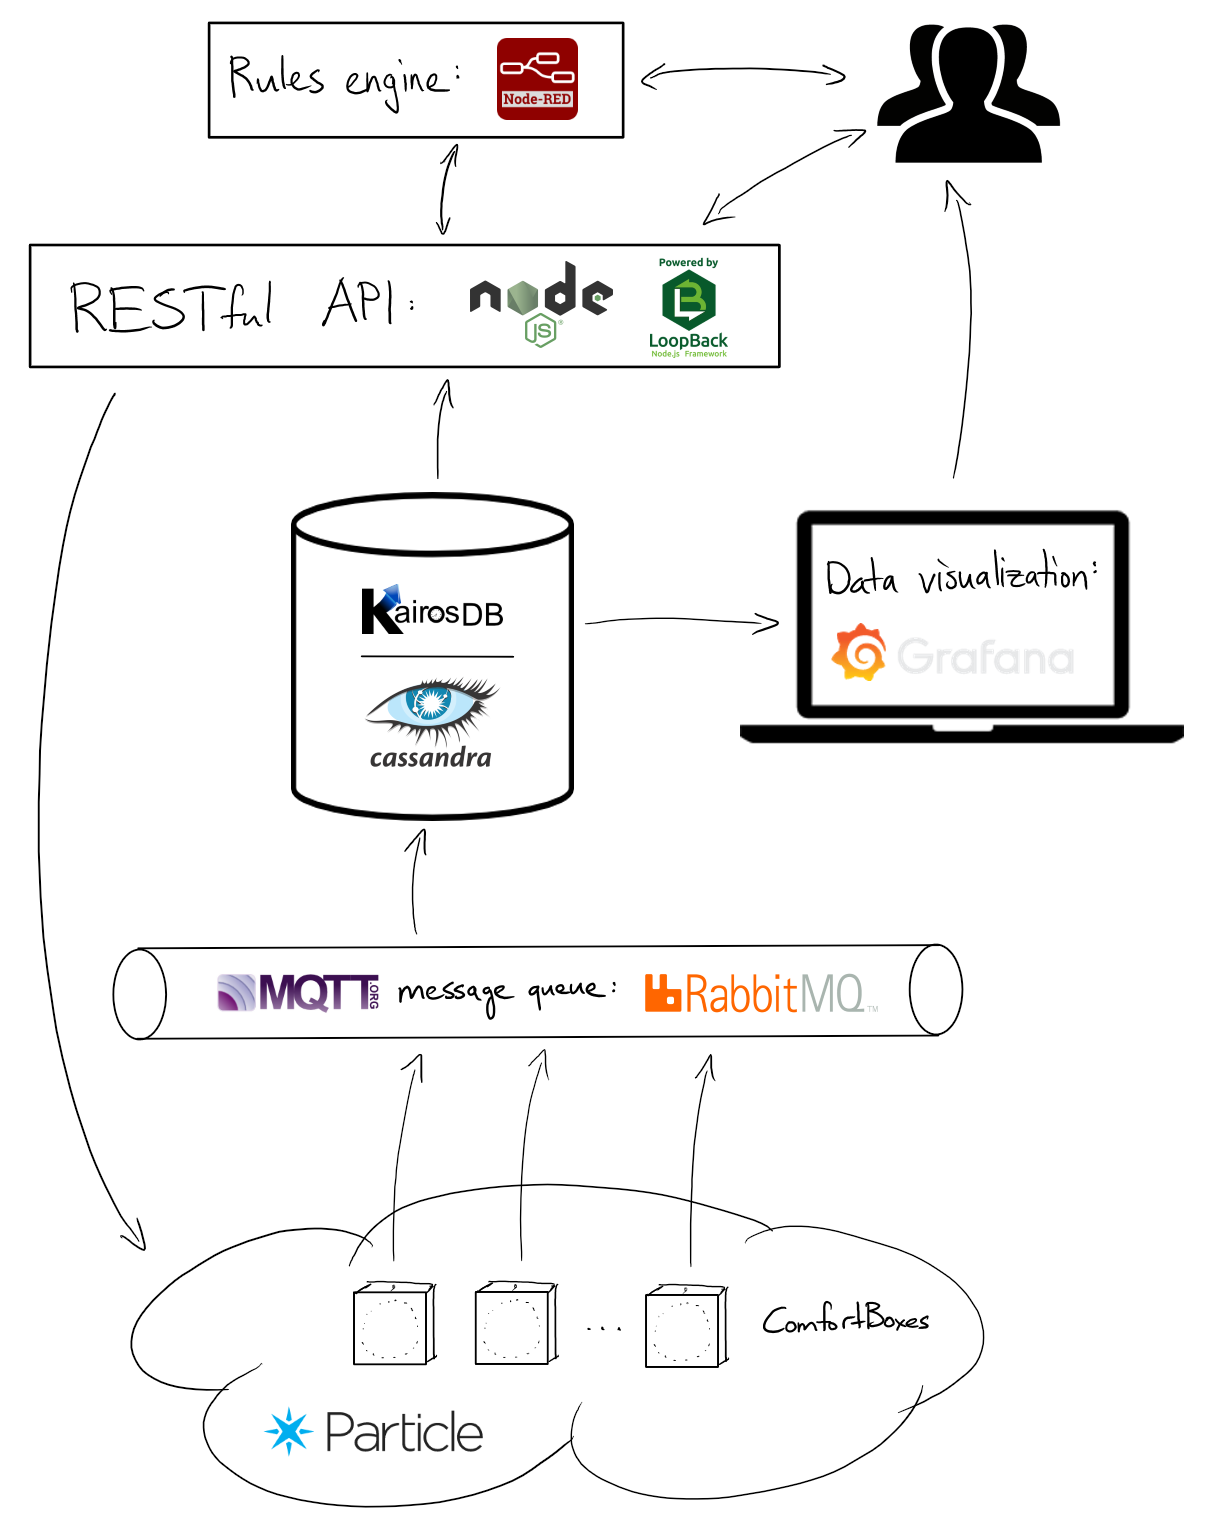 Rules engine:
Node-RED
RESTful API:
node
JS
®
Powered by
LB
LoopBack
Node.js Framework
KairosDB
cassandra
Data visualization:
Grafana
MQTT.ORG message queue: RabbitMQ™
...
ComfortBoxes
Particle